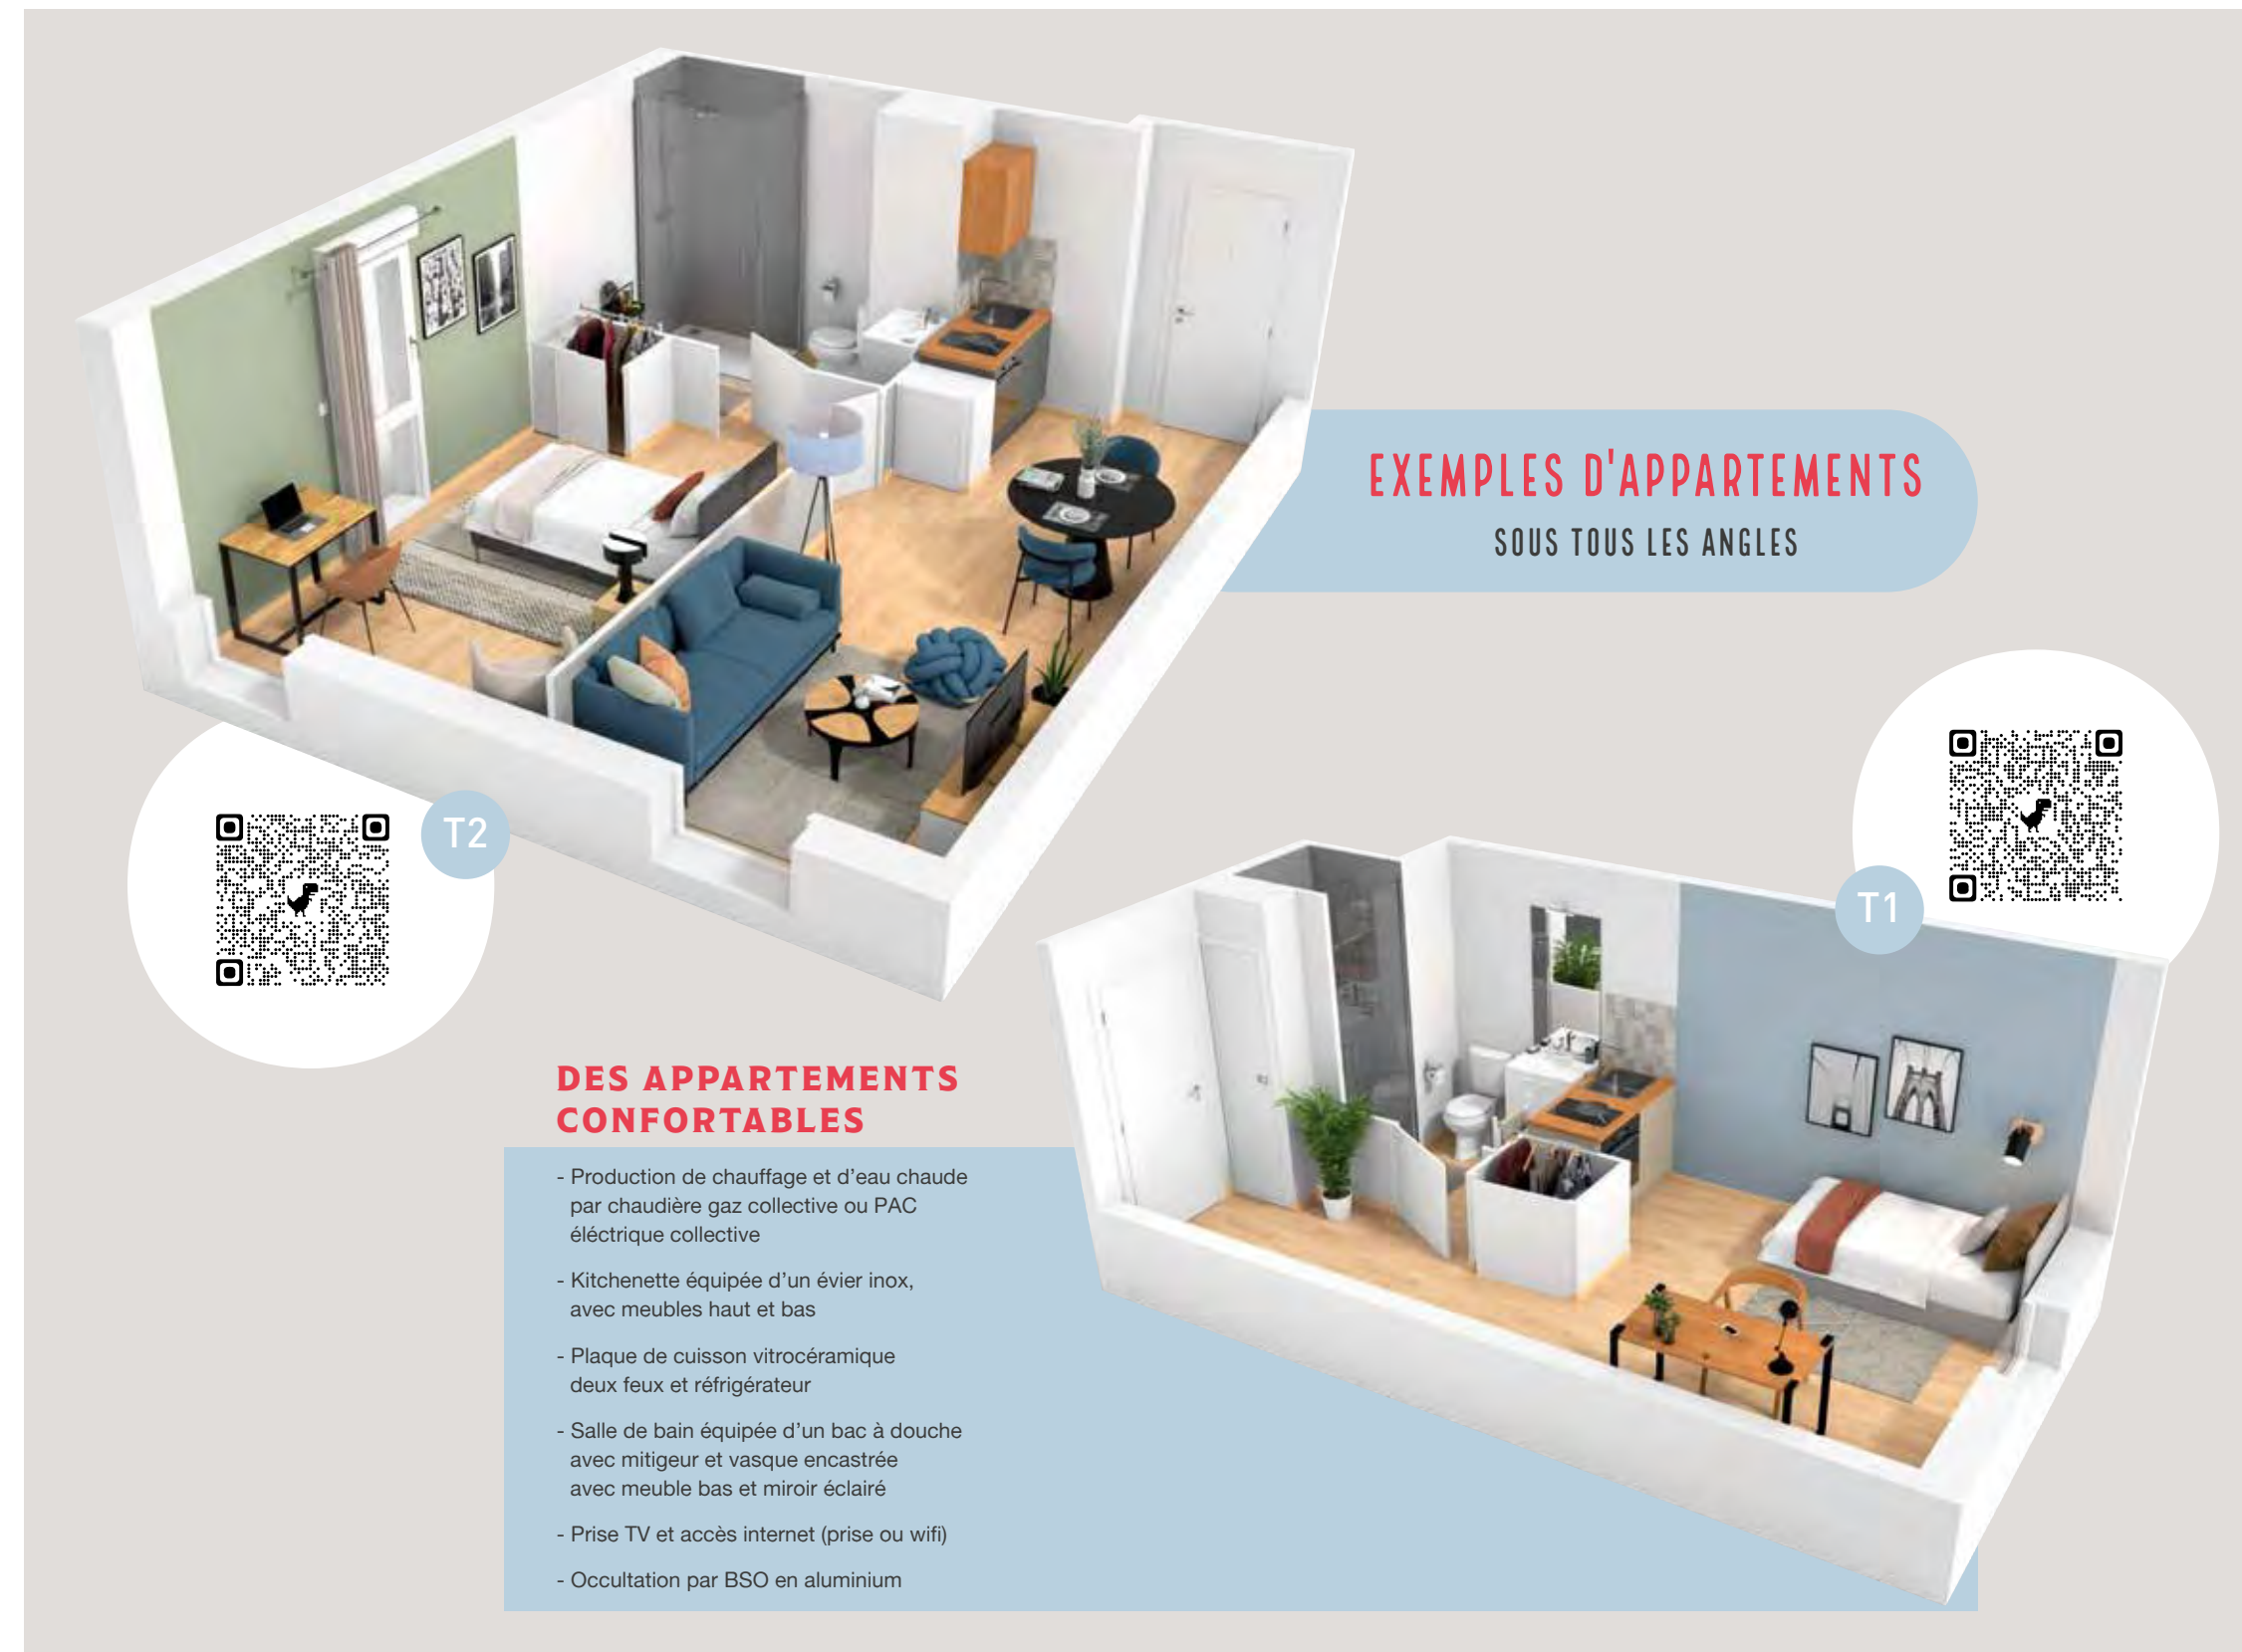 EXEMPLES D'APPARTEMENTS
SOUS TOUS LES ANGLES
T2
T1
DES APPARTEMENTS
CONFORTABLES
- Production de chauffage et d’eau chaude
par chaudière gaz collective ou PAC
éléctrique collective
- Kitchenette équipée d’un évier inox,
avec meubles haut et bas
- Plaque de cuisson vitrocéramique
deux feux et réfrigérateur
- Salle de bain équipée d’un bac à douche
avec mitigeur et vasque encastrée
avec meuble bas et miroir éclairé
- Prise TV et accès internet (prise ou wifi)
- Occultation par BSO en aluminium